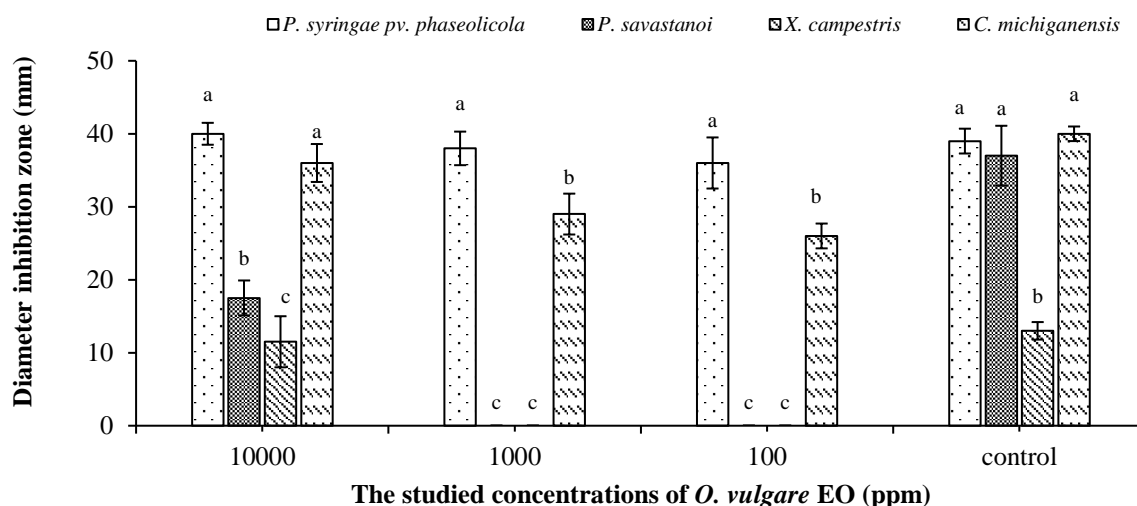 P. syringae pv. phaseolicola P. savastanoi X. campestris C. michiganensis
Diameter inhibition zone (mm)
50
40
30
20
10
0
a b c a
a c c b
a c c b
a a b a
10000 1000 100 control
The studied concentrations of O. vulgare EO (ppm)